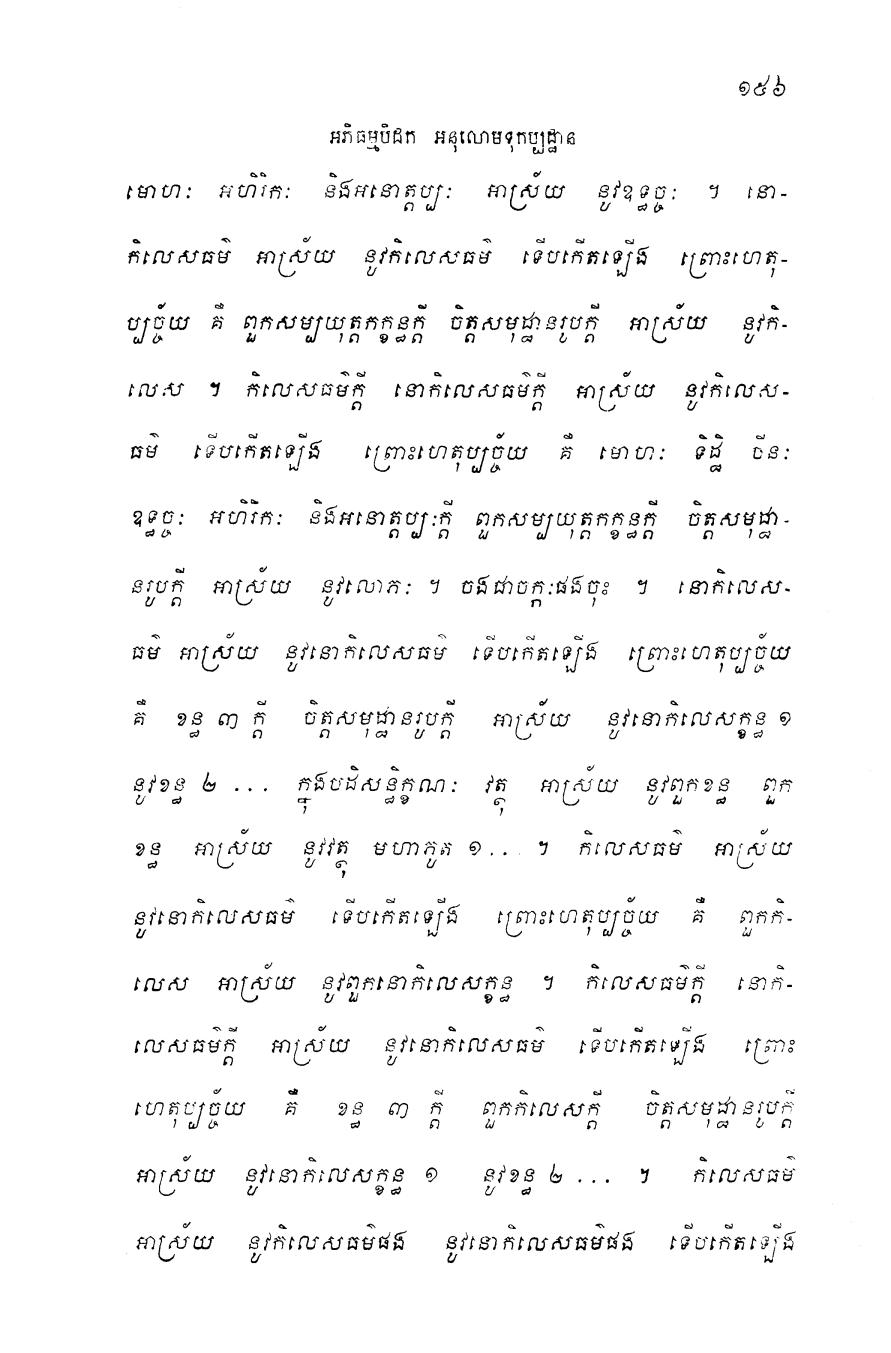 ១៥៦
អភិធម្មបិដក អនុលោមទុកប្បដ្ឋាន
មោហៈ អហិរិកៈ និងអនោត្តប្បៈ អាស្រ័យ នូវឧទ្ធច្ចៈ ។ នោ-
កិលេសធម៌ អាស្រ័យ នូវកិលេសធម៌ ទើបកើតឡើង ព្រោះហេតុ-
ប្បច្ច័យ គឺ ពួកសម្បយុត្តកក្ខន្ធក្តី ចិត្តសមុដ្ឋានរូបក្តី អាស្រ័យ នូវកិ-
លេស ។ កិលេសធម៌ក្តី នោកិលេសធម៌ក្តី អាស្រ័យ នូវកិលេស-
ធម៌ ទើបកើតឡើង ព្រោះហេតុប្បច្ច័យ គឺ មោហៈ ទិដ្ឋិ ថីនៈ
ឧទ្ធច្ចៈ អហិរិកៈ និងអនោត្តប្បៈក្តី ពួកសម្បយុត្តកក្ខន្ធក្តី ចិត្តសមុដ្ឋា-
នរូបក្តី អាស្រ័យ នូវលោភៈ ។ ចងជាចក្កៈផងចុះ ។ នោកិលេស-
ធម៌ អាស្រ័យ នូវនោកិលេសធម៌ ទើបកើតឡើង ព្រោះហេតុប្បច្ច័យ
គឺ ខន្ធ ៣ ក្តី ចិត្តសមុដ្ឋានរូបក្តី អាស្រ័យ នូវនោកិលេសក្ខន្ធ ១
នូវខន្ធ ២ ... ក្នុងបដិសន្ធិក្ខណៈ វត្ថុ អាស្រ័យ នូវពួកខន្ធ ពួក
ខន្ធ អាស្រ័យ នូវវត្ថុ មហាភូត ១ ... ។ កិលេសធម៌ អាស្រ័យ
នូវនោកិលេសធម៌ ទើបកើតឡើង ព្រោះហេតុប្បច្ច័យ គឺ ពួកកិ-
លេស អាស្រ័យ នូវពួកនោកិលេសក្ខន្ធ ។ កិលេសធម៌ក្តី នោកិ-
លេសធម៌ក្តី អាស្រ័យ នូវនោកិលេសធម៌ ទើបកើតឡើង ព្រោះ
ហេតុប្បច្ច័យ គឺ ខន្ធ ៣ ក្តី ពួកកិលេសក្តី ចិត្តសមុដ្ឋានរូបក្តី
អាស្រ័យ នូវនោកិលេសក្ខន្ធ ១ នូវខន្ធ ២ ... ។ កិលេសធម៌
អាស្រ័យ នូវកិលេសធម៌ផង នូវនោកិលេសធម៌ផង ទើបកើតឡើង